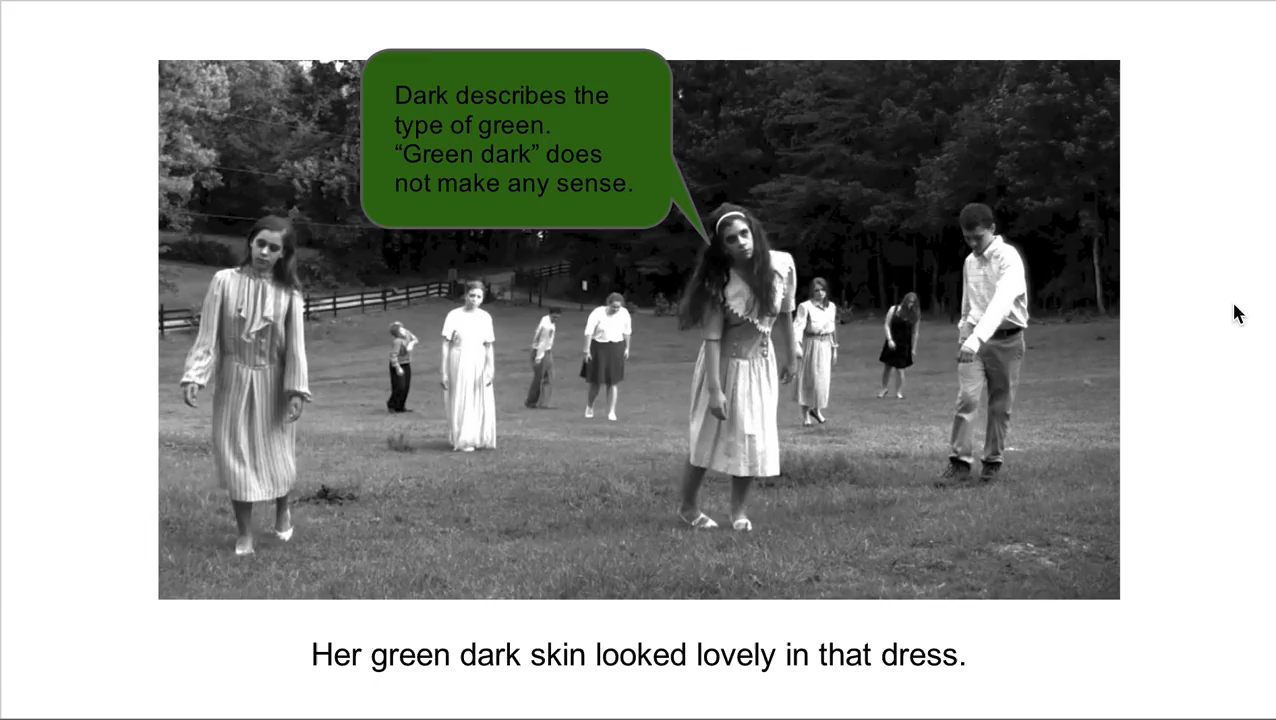 Dark describes the
type of green.
“Green dark” does
not make any sense.
Her green dark skin looked lovely in that dress.